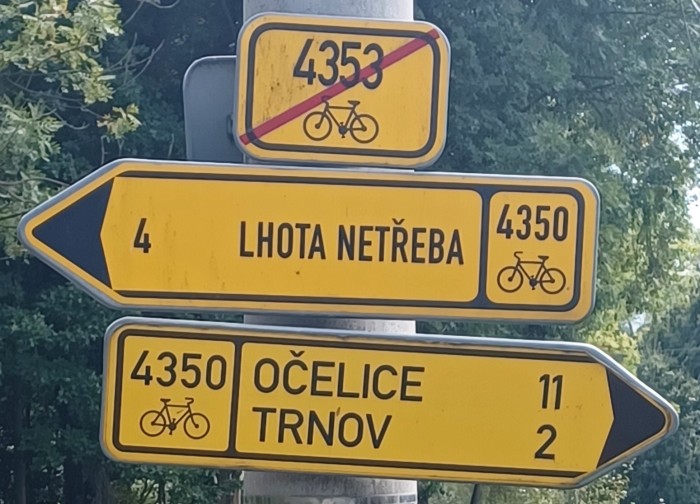 4353
4 LHOTA NETŘEBA 4350
4350 OČELICE 11
TRNOV 2